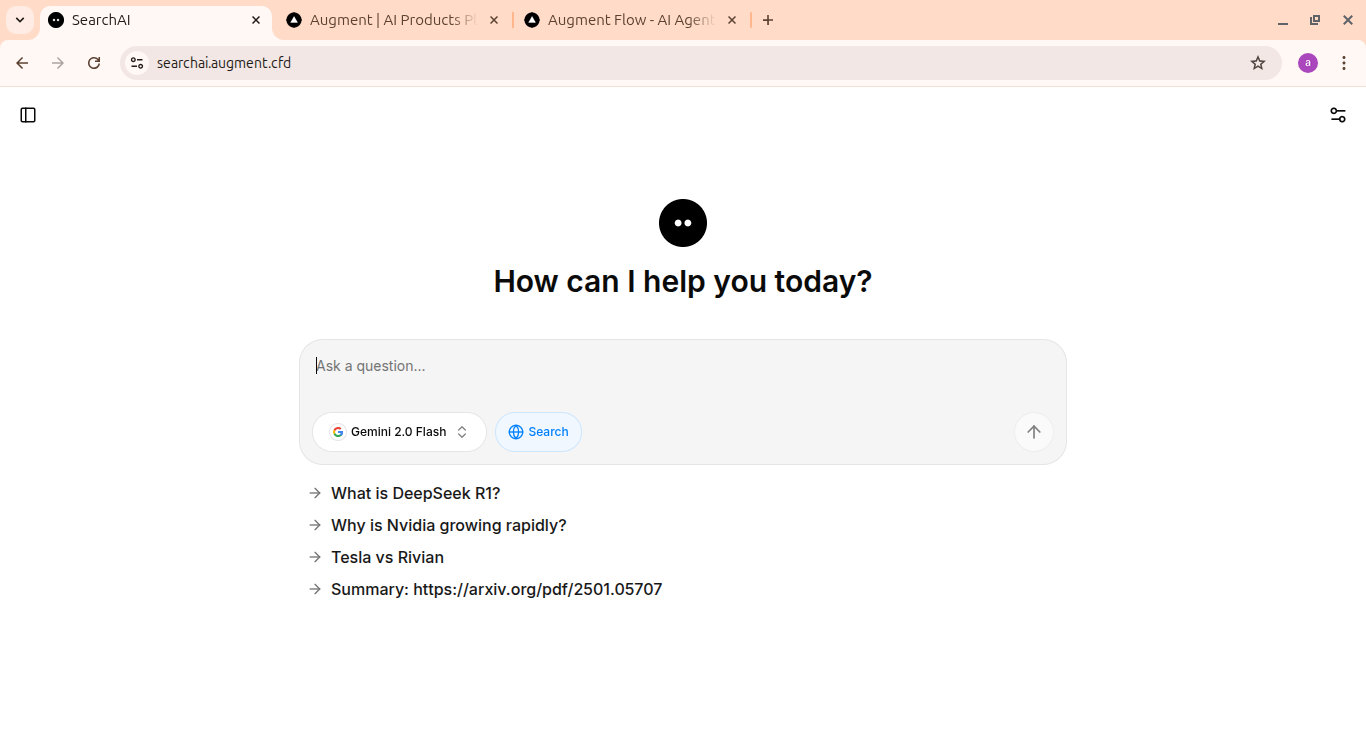 SearchAI
Augment | AI Products Pl
Augment Flow - AI Agent
searchai.augment.cfd
a
How can I help you today?
Ask a question...
Gemini 2.0 Flash
Search
What is DeepSeek R1?
Why is Nvidia growing rapidly?
Tesla vs Rivian
Summary: https://arxiv.org/pdf/2501.05707